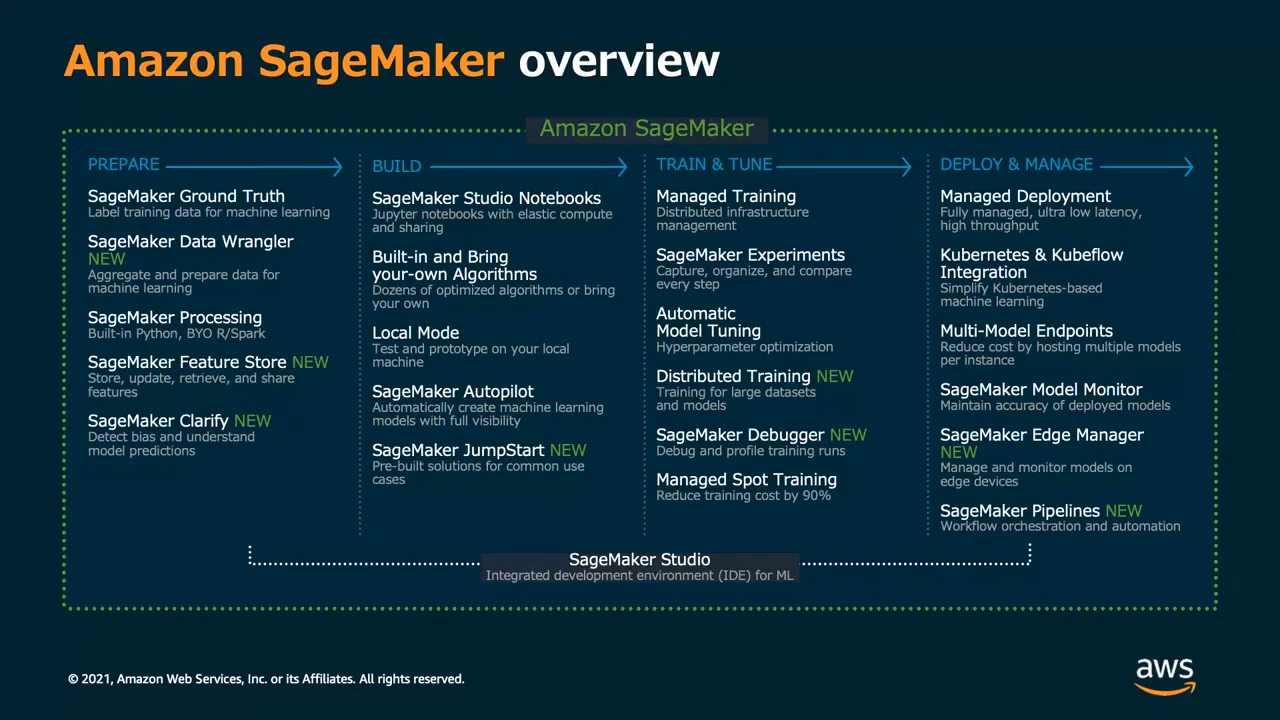 Amazon SageMaker overview
Amazon SageMaker
PREPARE
SageMaker Ground Truth
Label training data for machine learning
SageMaker Data Wrangler
NEW
Aggregate and prepare data for
machine learning
SageMaker Processing
Built-in Python, BYO R/Spark
SageMaker Feature Store NEW
Store, update, retrieve, and share
features
SageMaker Clarify NEW
Detect bias and understand
model predictions
BUILD
SageMaker Studio Notebooks
Jupyter notebooks with elastic compute
and sharing
Built-in and Bring
your-own Algorithms
Dozens of optimized algorithms or bring
your own
Local Mode
Test and prototype on your local
machine
SageMaker Autopilot
Automatically create machine learning
models with full visibility
SageMaker JumpStart NEW
Pre-built solutions for common use
cases
TRAIN & TUNE
Managed Training
Distributed infrastructure
management
SageMaker Experiments
Capture, organize, and compare
every step
Automatic
Model Tuning
Hyperparameter optimization
Distributed Training NEW
Training for large datasets
and models
SageMaker Debugger NEW
Debug and profile training runs
Managed Spot Training
Reduce training cost by 90%
DEPLOY & MANAGE
Managed Deployment
Fully managed, ultra low latency,
high throughput
Kubernetes & Kubeflow
Integration
Simplify Kubernetes-based
machine learning
Multi-Model Endpoints
Reduce cost by hosting multiple models
per instance
SageMaker Model Monitor
Maintain accuracy of deployed models
SageMaker Edge Manager
NEW
Manage and monitor models on
edge devices
SageMaker Pipelines NEW
Workflow orchestration and automation
SageMaker Studio
Integrated development environment (IDE) for ML
© 2021, Amazon Web Services, Inc. or its Affiliates. All rights reserved.
aws